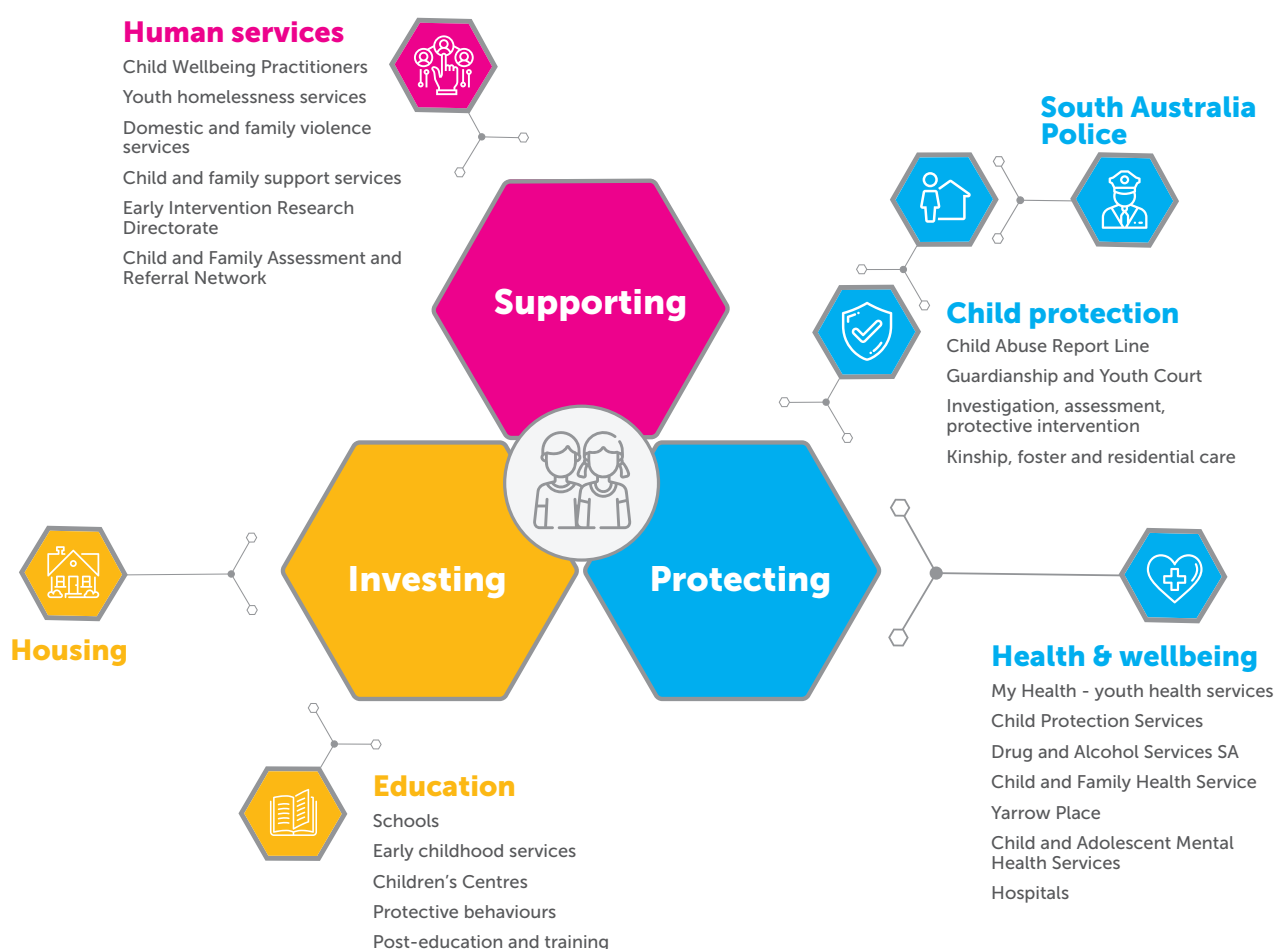 Human services
Child Wellbeing Practitioners
Youth homelessness services
Domestic and family violence
services
Child and family support services
Early Intervention Research
Directorate
Child and Family Assessment and
Referral Network
South Australia
Police
Supporting
Child protection
Child Abuse Report Line
Guardianship and Youth Court
Investigation, assessment,
protective intervention
Kinship, foster and residential care
Investing
Protecting
Housing
Health & wellbeing
My Health - youth health services
Child Protection Services
Drug and Alcohol Services SA
Child and Family Health Service
Yarrow Place
Child and Adolescent Mental
Health Services
Hospitals
Education
Schools
Early childhood services
Children's Centres
Protective behaviours
Post-education and training